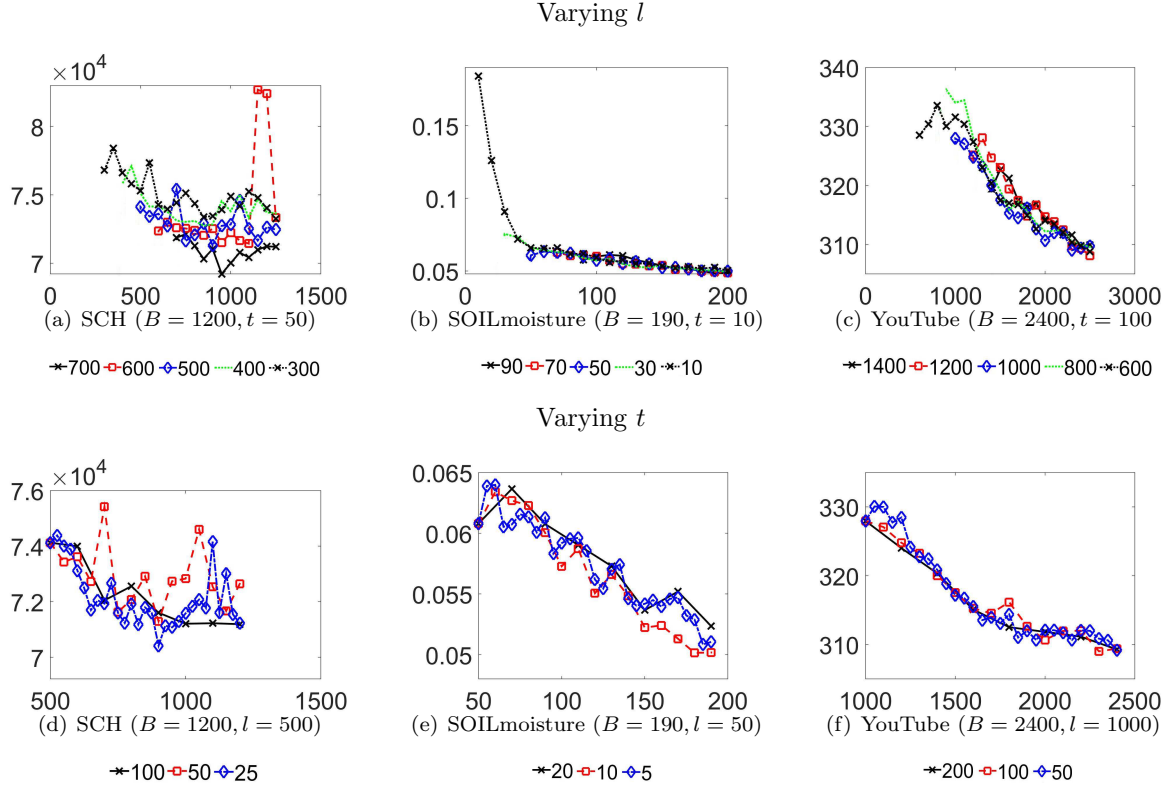 Varying l
×10⁴
8
7.5
7
0 500 1000 1500
0.15
0.1
0.05
0 100 200
340
330
320
310
0 1000 2000 3000
(a) SCH (B = 1200, t = 50)
(b) SOILmoisture (B = 190, t = 10)
(c) YouTube (B = 2400, t = 100
700 600 500 400 300
90 70 50 30 10
1400 1200 1000 800 600
Varying t
×10⁴
7.6
7.4
7.2
7
500 1000 1500
0.065
0.06
0.055
0.05
50 100 150 200
330
320
310
1000 1500 2000 2500
(d) SCH (B = 1200, l = 500)
(e) SOILmoisture (B = 190, l = 50)
(f) YouTube (B = 2400, l = 1000)
100 50 25
20 10 5
200 100 50